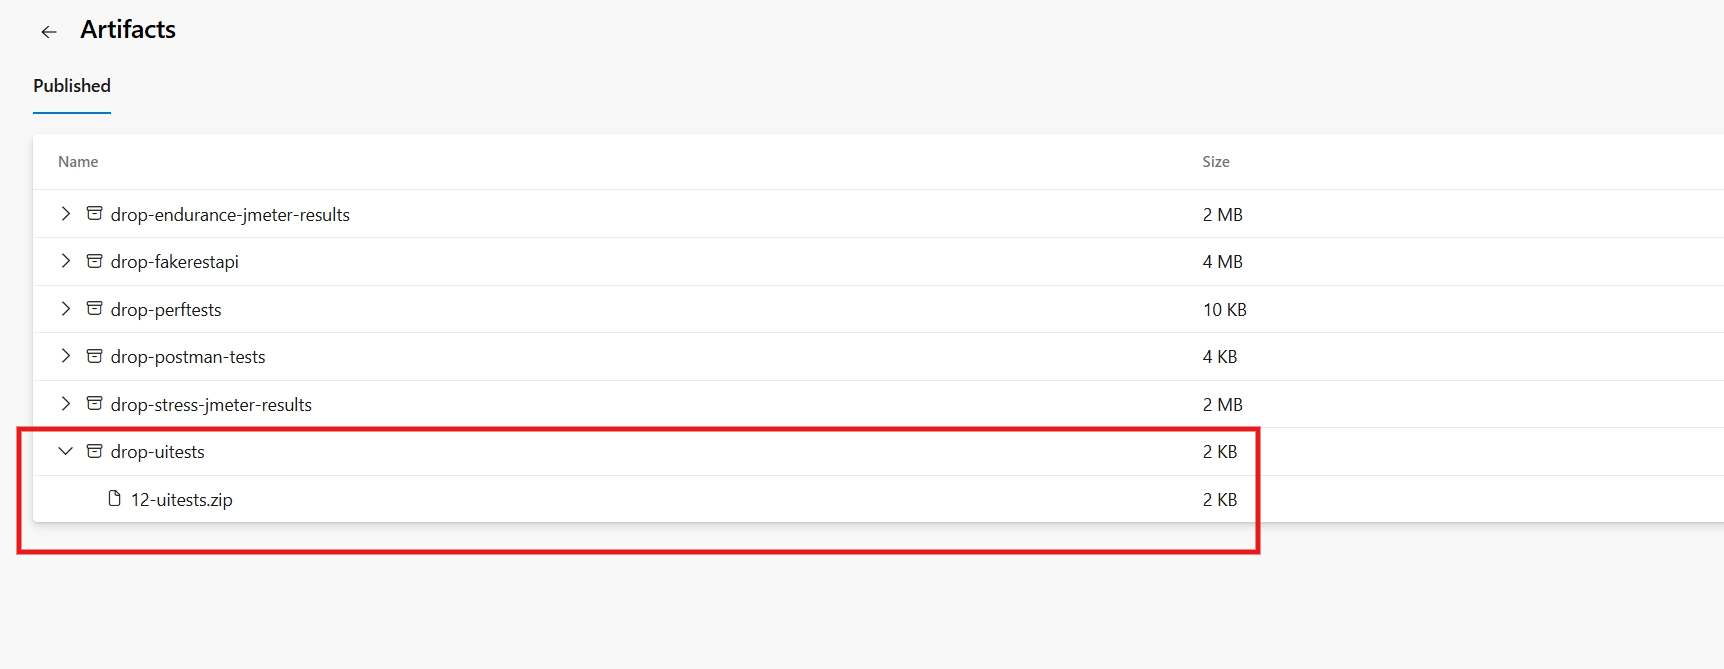 Artifacts
Published
Name Size
drop-endurance-jmeter-results 2 MB
drop-fakerestapi 4 MB
drop-perftests 10 KB
drop-postman-tests 4 KB
drop-stress-jmeter-results 2 MB
drop-uitests 2 KB
12-uitests.zip 2 KB